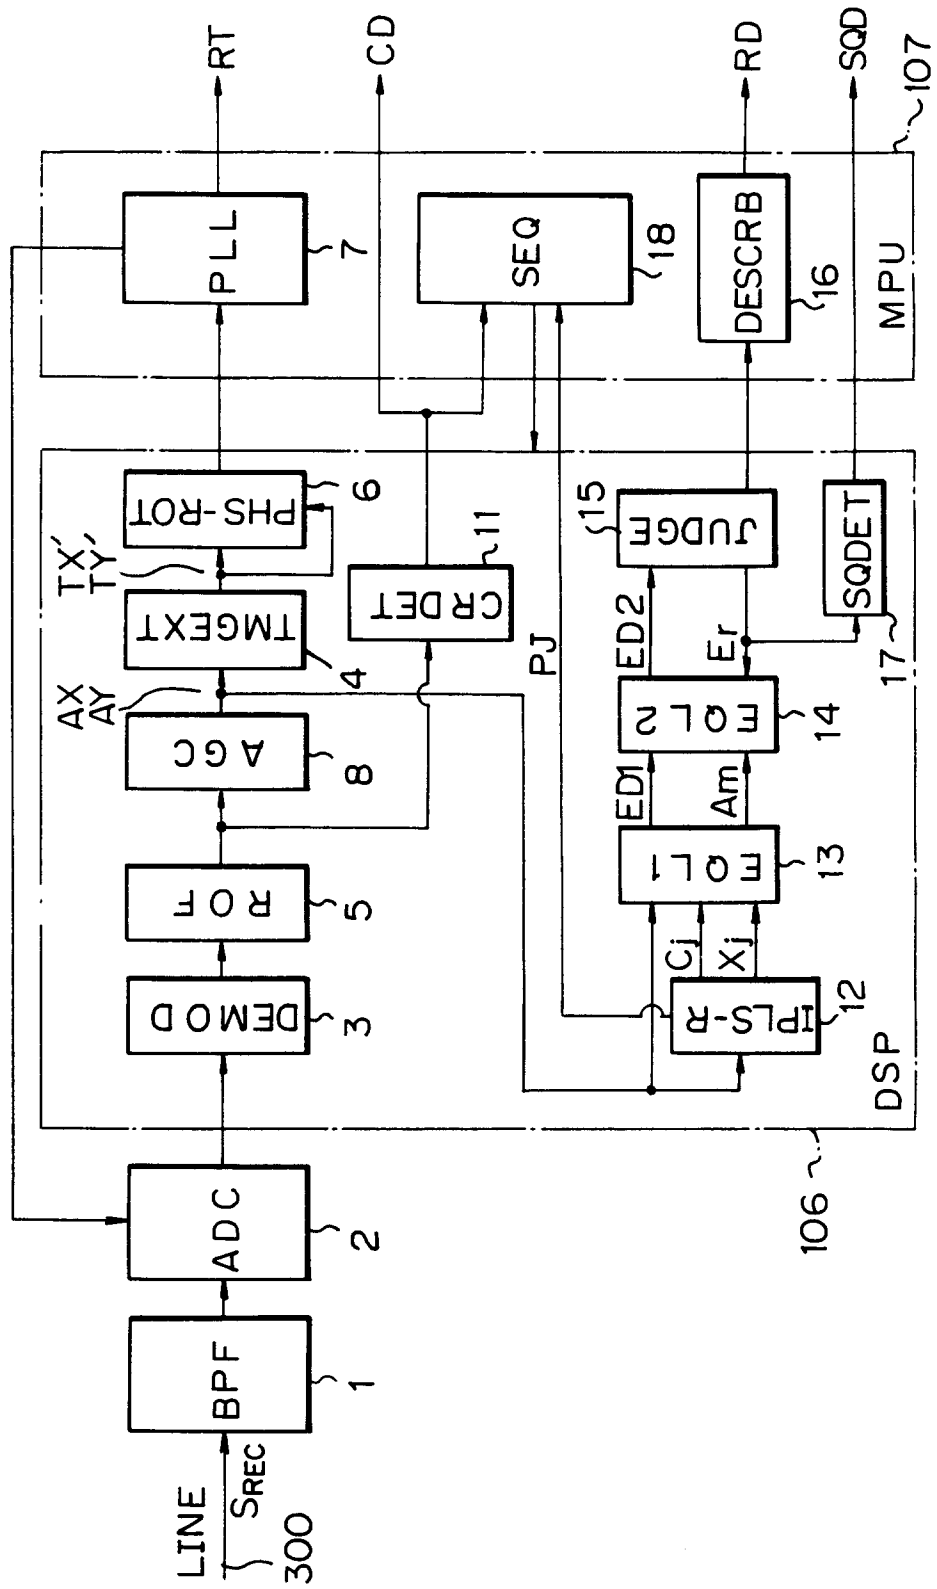 LINE
SREC
300
BPF
1
ADC
2
DEMOD
3
ROF
5
AGC
8
AX
AY
TMGEXT
4
TX'
TY'
PHS-ROT
6
PLL
7
RT
CRDET
11
CD
SEQ
18
PJ
IPLS-R
12
Cj
Xj
EQL1
13
ED1
Am
EQL2
14
ED2
Er
JUDGE
15
DESCRB
16
RD
SQDET
17
SQD
DSP
106
MPU
107